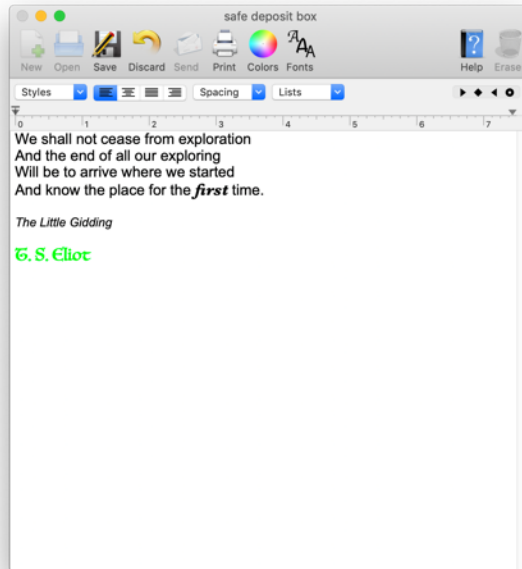 safe deposit box
New Open Save Discard Send Print Colors Fonts Help Erase
Styles Spacing Lists
0 1 2 3 4 5 6 7
We shall not cease from exploration
And the end of all our exploring
Will be to arrive where we started
And know the place for the first time.
The Little Gidding
T. S. Eliot